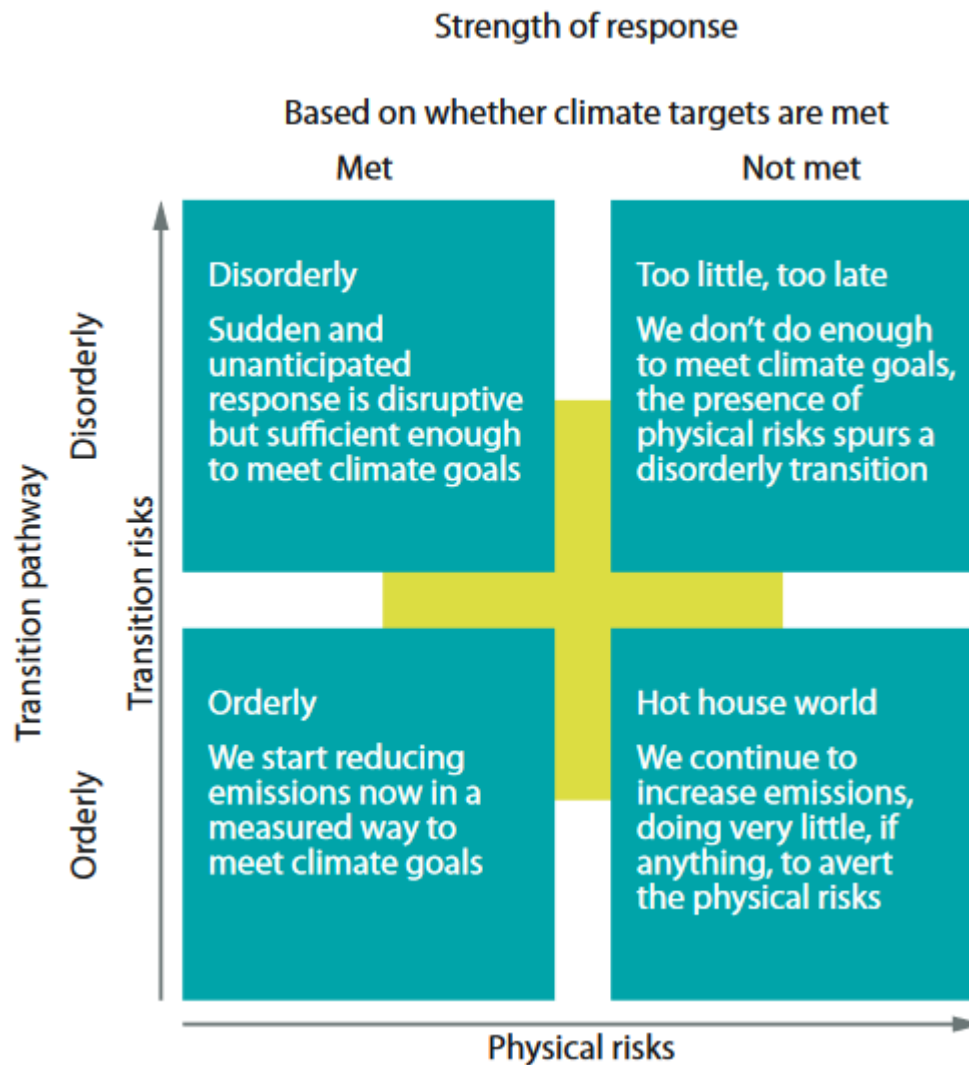 Strength of response
Based on whether climate targets are met
Met
Not met
Transition pathway
Disorderly
Orderly
Transition risks
Disorderly
Sudden and
unanticipated
response is disruptive
but sufficient enough
to meet climate goals
Too little, too late
We don’t do enough
to meet climate goals,
the presence of
physical risks spurs a
disorderly transition
Orderly
We start reducing
emissions now in a
measured way to
meet climate goals
Hot house world
We continue to
increase emissions,
doing very little, if
anything, to avert
the physical risks
Physical risks